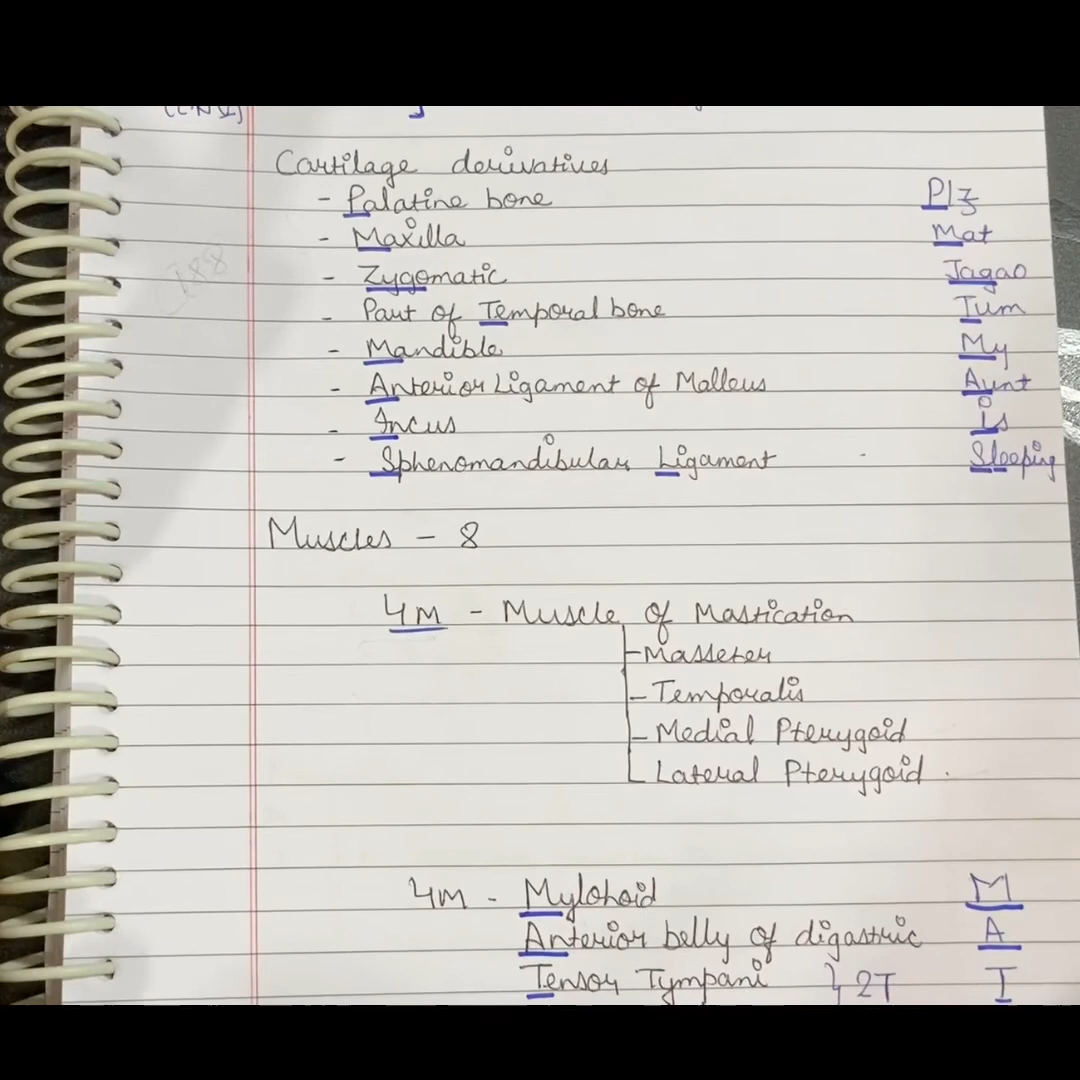 Cartilage derivatives
- Palatine bone Plz
- Maxilla Mat
- Zygomatic Jagao
- Part of Temporal bone Tum
- Mandible My
- Anterior Ligament of Malleus Aunt
- Incus is
- Sphenomandibular Ligament - Sleeping
Muscles - 8
4M - Muscle of Mastication
- Masseter
- Temporalis
- Medial Pterygoid
- Lateral Pterygoid.
4M - Mylohoid M
Anterior belly of digastric A
Tensor Tympani } 2T T